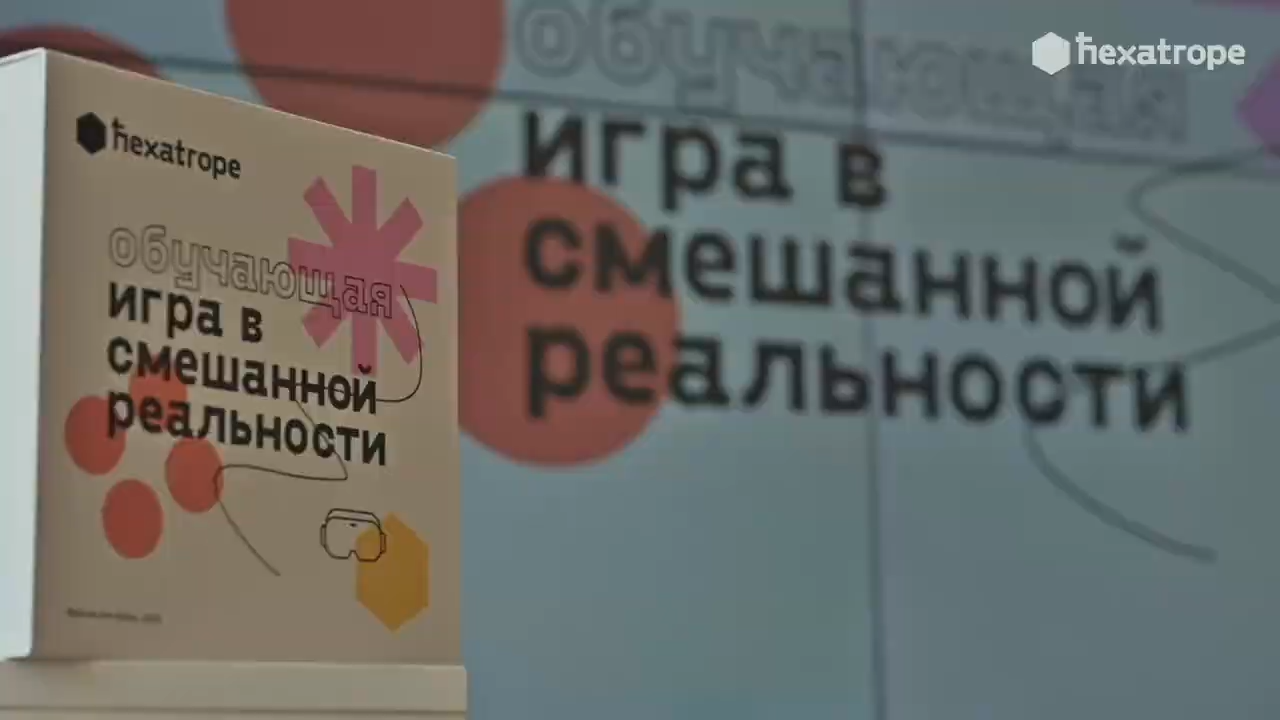 hexatrope
hexatrope
обучающая
игра в
смешанной
реальности
обучающая
игра в
смешанной
реальности